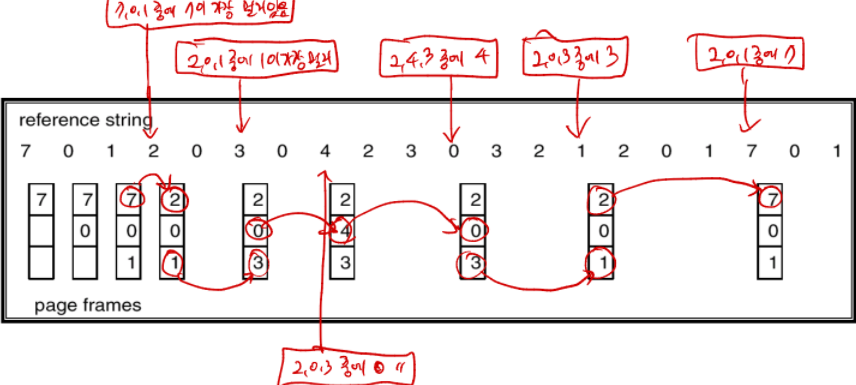 7,0,1 중에 7이 가장 멀리있음
2,0,1 중에 1이 가장 멀리
2,4,3 중에 4
2,0,3 중에 3
2,0,1 중에 7
reference string
7 0 1 2 0 3 0 4 2 3 0 3 2 1 2 0 1 7 0 1
7 7 7 2 2 2 2 2 7
0 0 0 0 4 0 0 0
1 1 3 3 3 1 1
page frames
2,0,3 중에 0 "